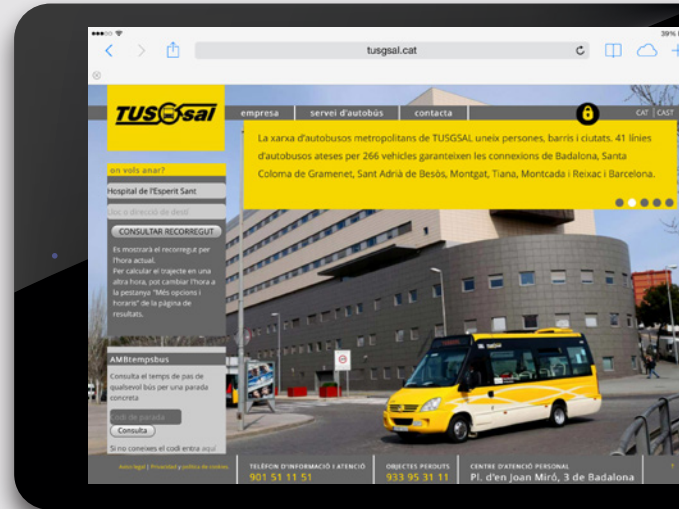 39%
tusgsal.cat
TUSGsal
empresa
servei d'autobús
contacta
CAT | CAST
La xarxa d'autobusos metropolitans de TUSGSAL uneix persones, barris i ciutats. 41 línies
d'autobusos ateses per 266 vehicles garanteixen les connexions de Badalona, Santa
Coloma de Gramenet, Sant Adrià de Besòs, Montgat, Tiana, Montcada i Reixac i Barcelona.
on vols anar?
Hospital de l'Esperit Sant
Lloc o direcció de destí
CONSULTAR RECORREGUT
Es mostrarà el recorregut per
l'hora actual.
Per calcular el trajecte en una
altra hora, pot cambiar l'hora a
la pestanya "Més opcions i
horaris" de la pàgina de
resultats.
AMBtempsbus
Consulta el temps de pas de
qualsevol bús per una parada
concreta
Codi de parada
Consulta
Si no coneixes el codi entra aquí
Aviso legal | Privacidad y política de cookies
TELÈFON D'INFORMACIÓ I ATENCIÓ
901 51 11 51
OBJECTES PERDUTS
933 95 31 11
CENTRE D'ATENCIÓ PERSONAL
Pl. d'en Joan Miró, 3 de Badalona